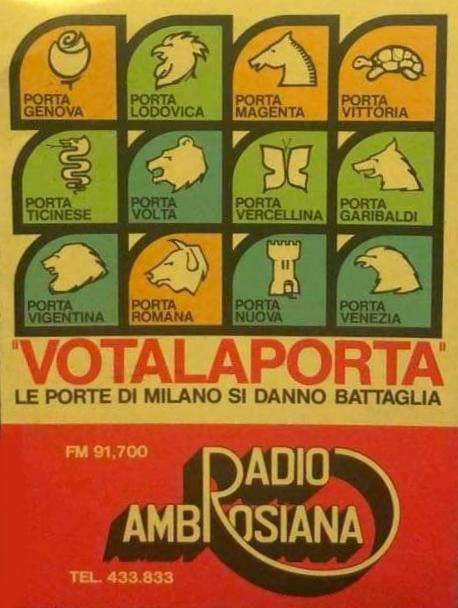 PORTA GENOVA
PORTA LODOVICA
PORTA MAGENTA
PORTA VITTORIA
PORTA TICINESE
PORTA VOLTA
PORTA VERCELLINA
PORTA GARIBALDI
PORTA VIGENTINA
PORTA ROMANA
PORTA NUOVA
PORTA VENEZIA
"VOTALAPORTA"
LE PORTE DI MILANO SI DANNO BATTAGLIA
FM 91,700
RADIO
AMBROSIANA
TEL. 433.833